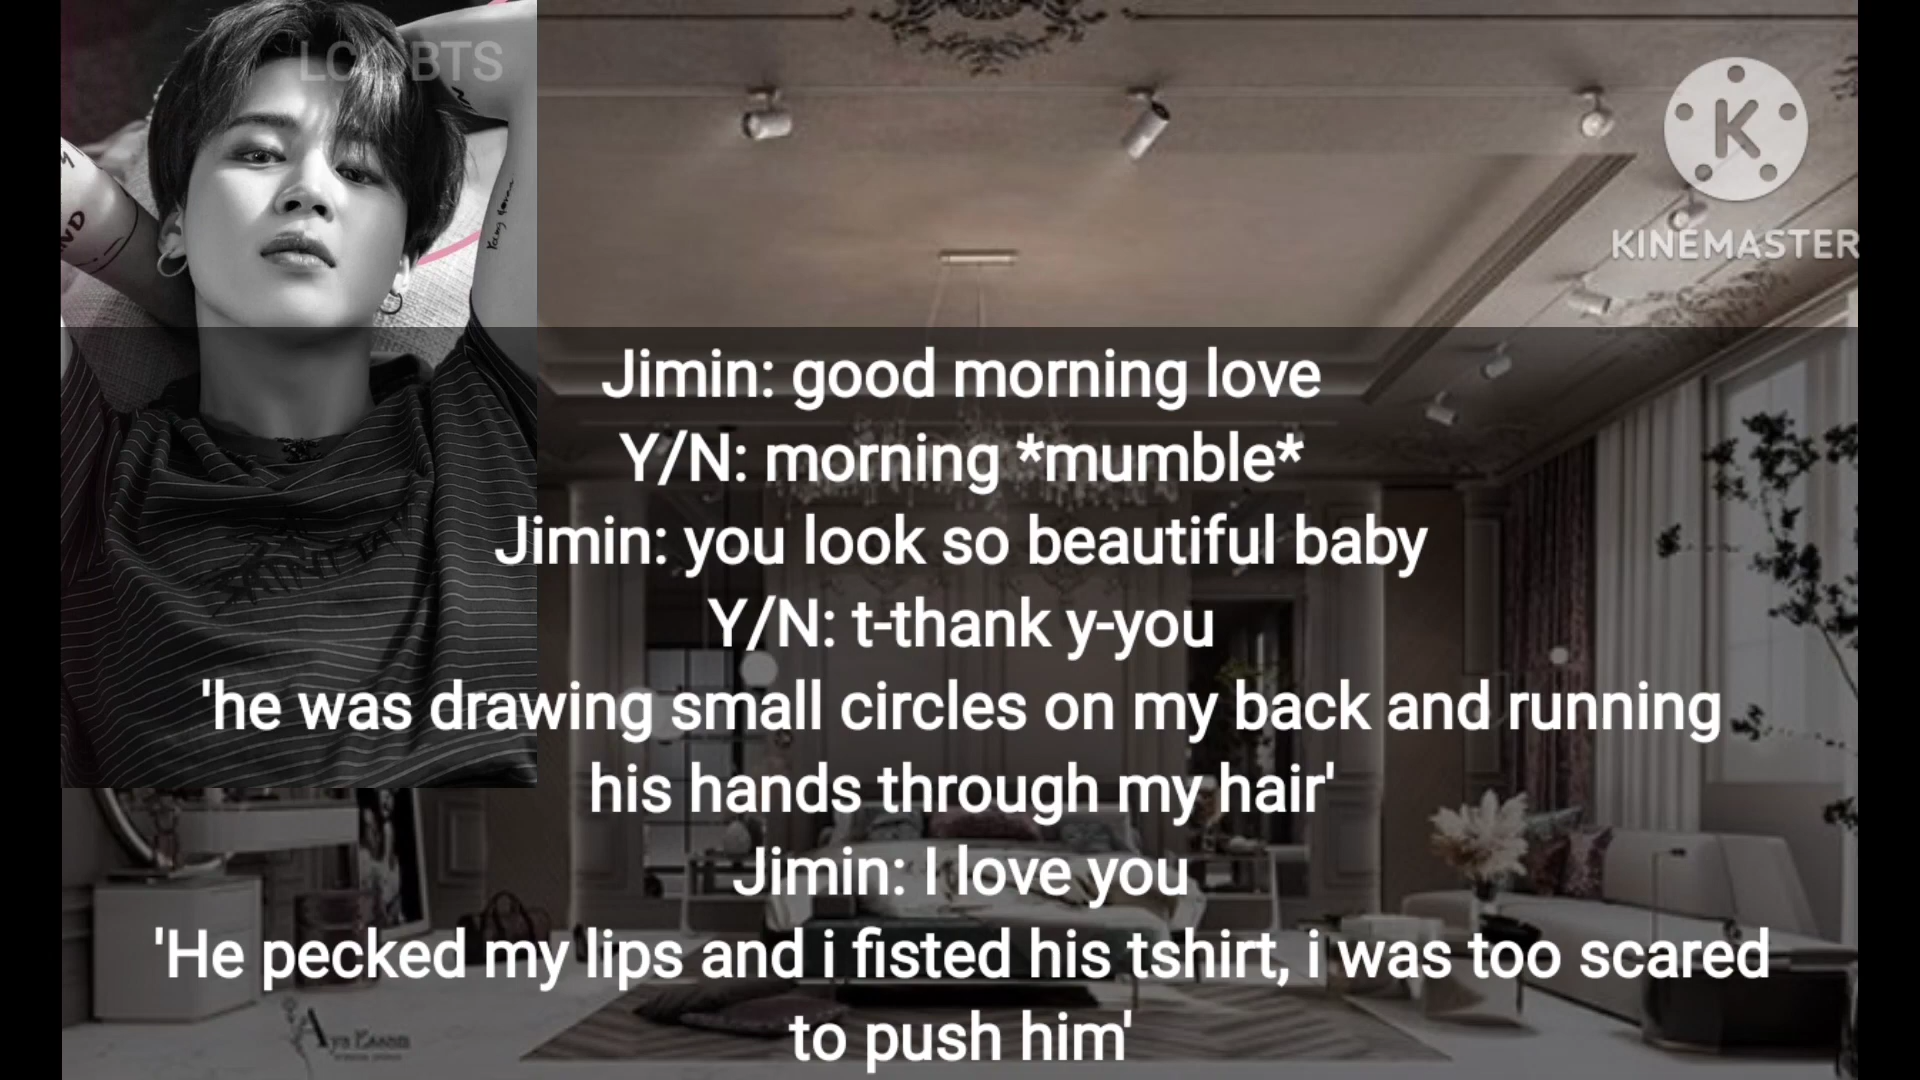 BTS
KINEMASTER
Jimin: good morning love
Y/N: morning *mumble*
Jimin: you look so beautiful baby
Y/N: t-thank y-you
'he was drawing small circles on my back and running
his hands through my hair'
Jimin: I love you
'He pecked my lips and i fisted his tshirt, i was too scared
to push him'